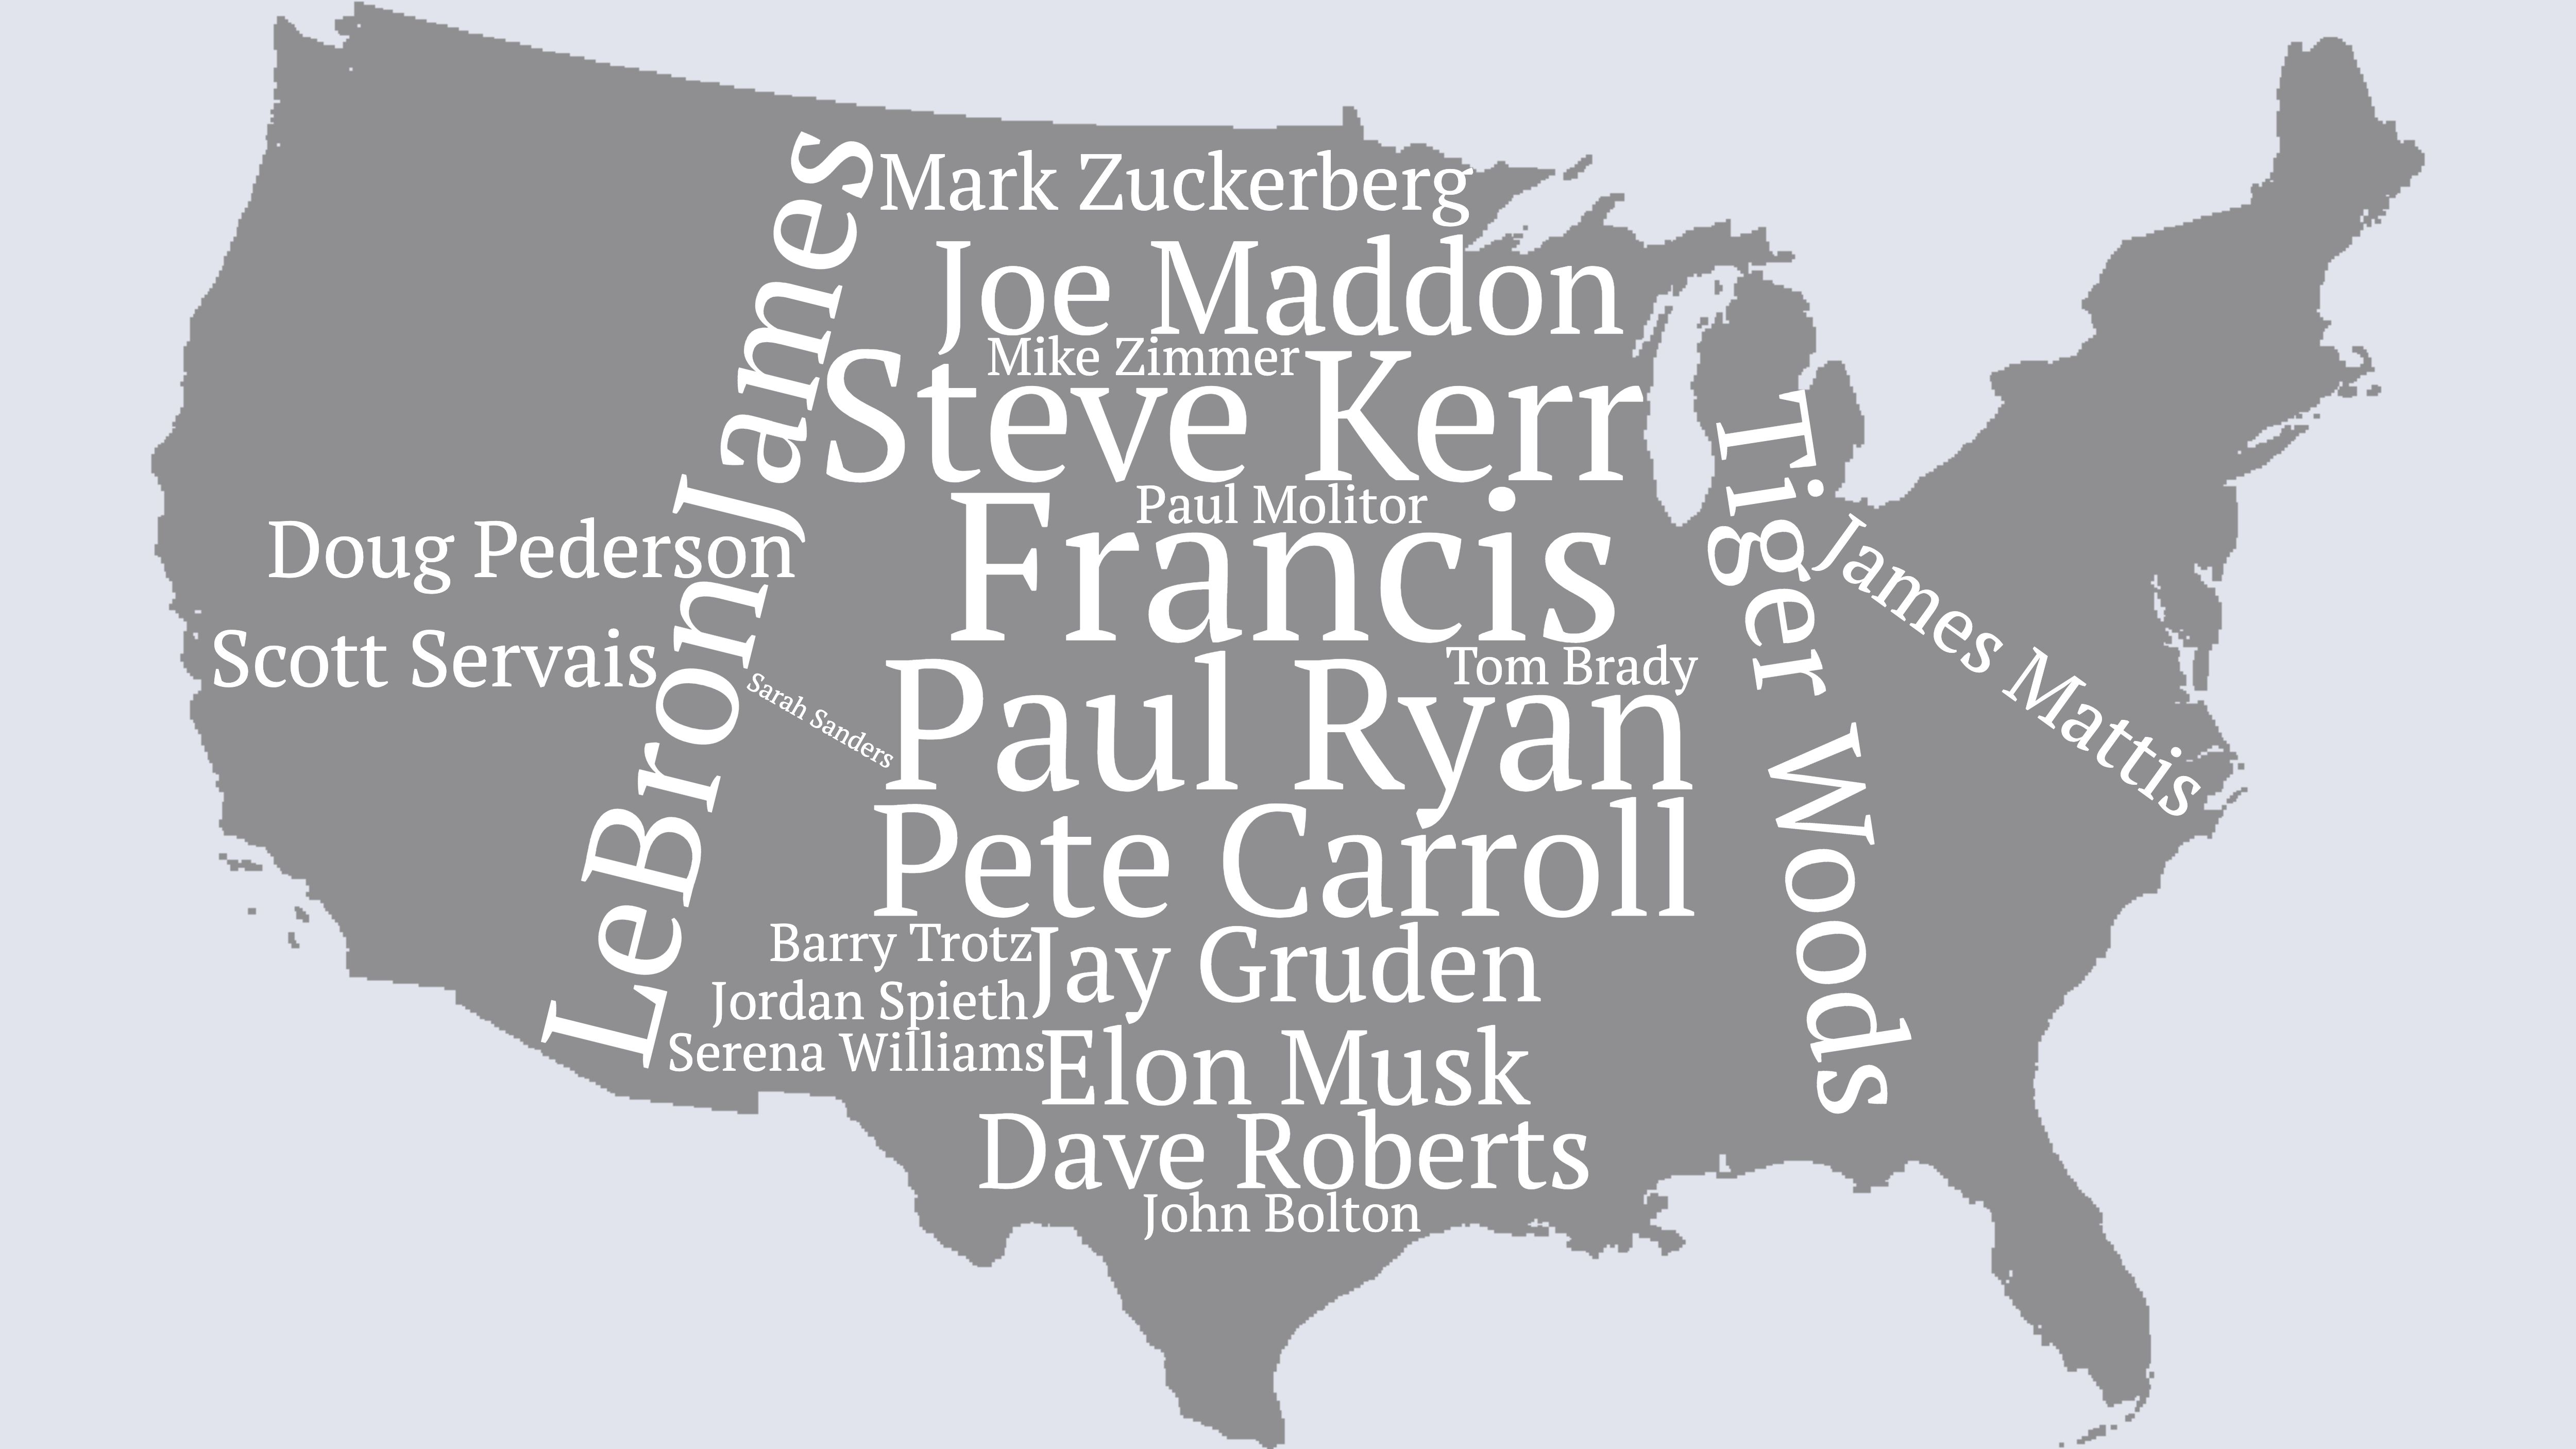 Mark Zuckerberg
Joe Maddon
Mike Zimmer
Steve Kerr
LeBron James
Paul Molitor
Francis
Tiger Woods
James Mattis
Doug Pederson
Scott Servais
Sarah Sanders
Tom Brady
Paul Ryan
Pete Carroll
Barry Trotz
Jay Gruden
Jordan Spieth
Serena Williams
Elon Musk
Dave Roberts
John Bolton